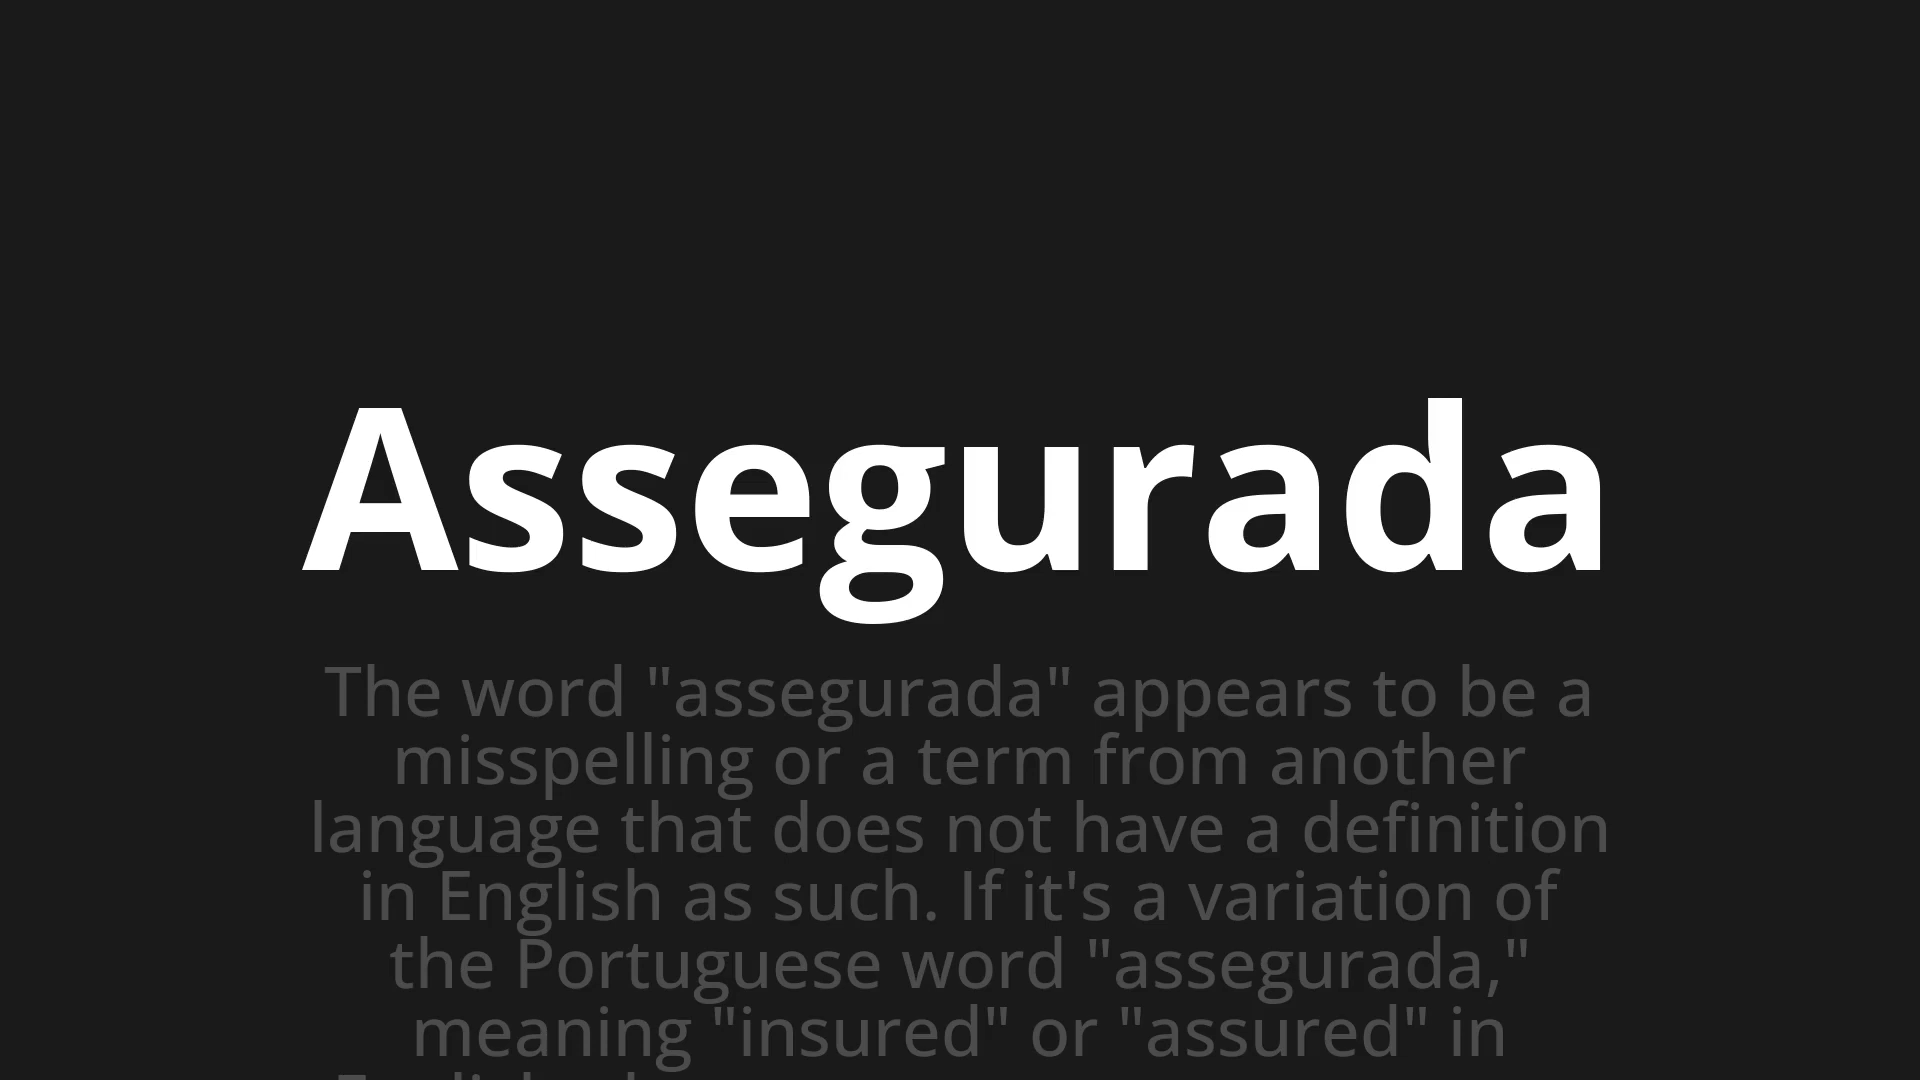 Assegurada
The word "assegurada" appears to be a
misspelling or a term from another
language that does not have a definition
in English as such. If it's a variation of
the Portuguese word "assegurada,"
meaning "insured" or "assured" in